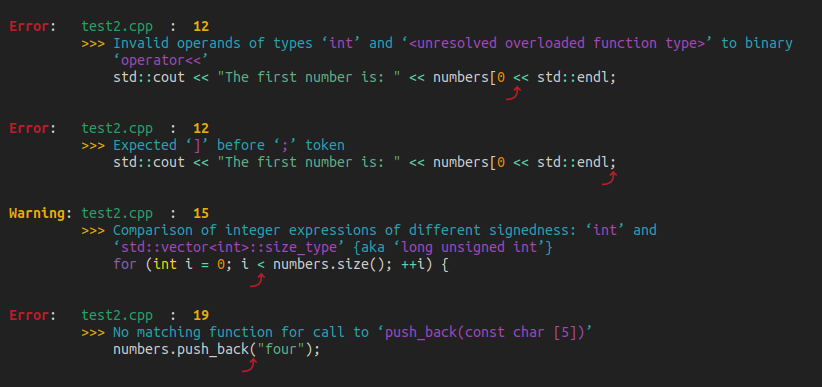 Error:   test2.cpp  :  12
>>> Invalid operands of types ‘int’ and ‘<unresolved overloaded function type>’ to binary
‘operator<<’
std::cout << "The first number is: " << numbers[0 << std::endl;
Error:   test2.cpp  :  12
>>> Expected ‘]’ before ‘;’ token
std::cout << "The first number is: " << numbers[0 << std::endl;
Warning: test2.cpp  :  15
>>> Comparison of integer expressions of different signedness: ‘int’ and
‘std::vector<int>::size_type’ {aka ‘long unsigned int’}
for (int i = 0; i < numbers.size(); ++i) {
Error:   test2.cpp  :  19
>>> No matching function for call to ‘push_back(const char [5])’
numbers.push_back("four");